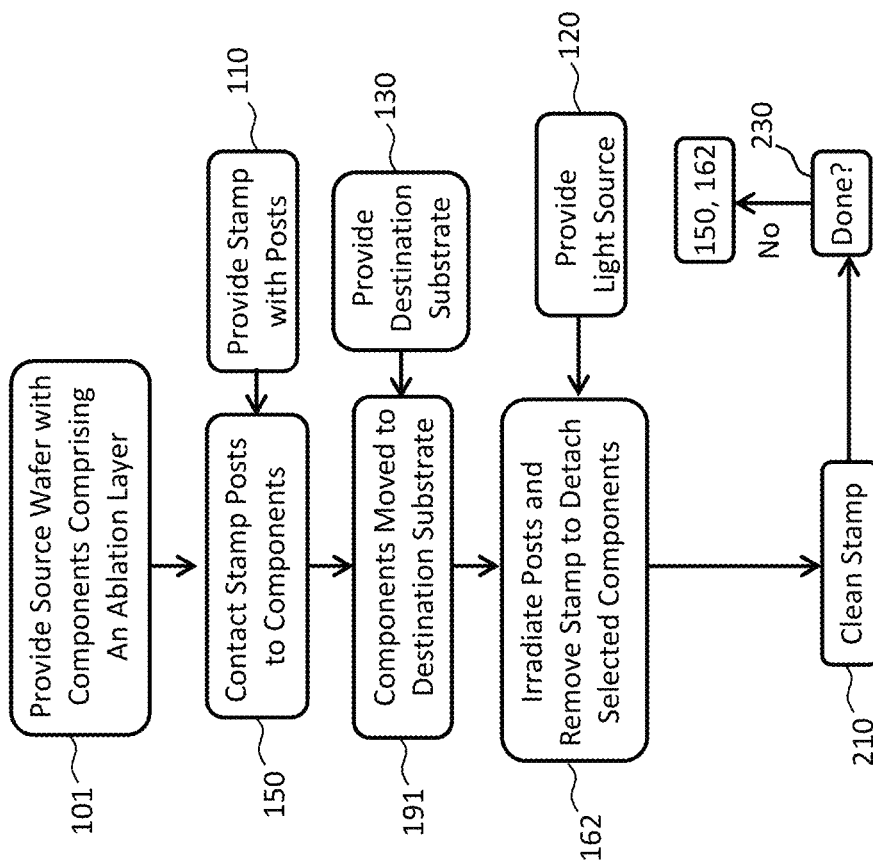 Provide Source Wafer with
Components Comprising
An Ablation Layer
101
Provide Stamp
with Posts
110
Contact Stamp Posts
to Components
150
Provide
Destination
Substrate
130
Components Moved to
Destination Substrate
191
Provide
Light Source
120
Irradiate Posts and
Remove Stamp to Detach
Selected Components
162
Clean Stamp
210
Done?
230
No
150, 162